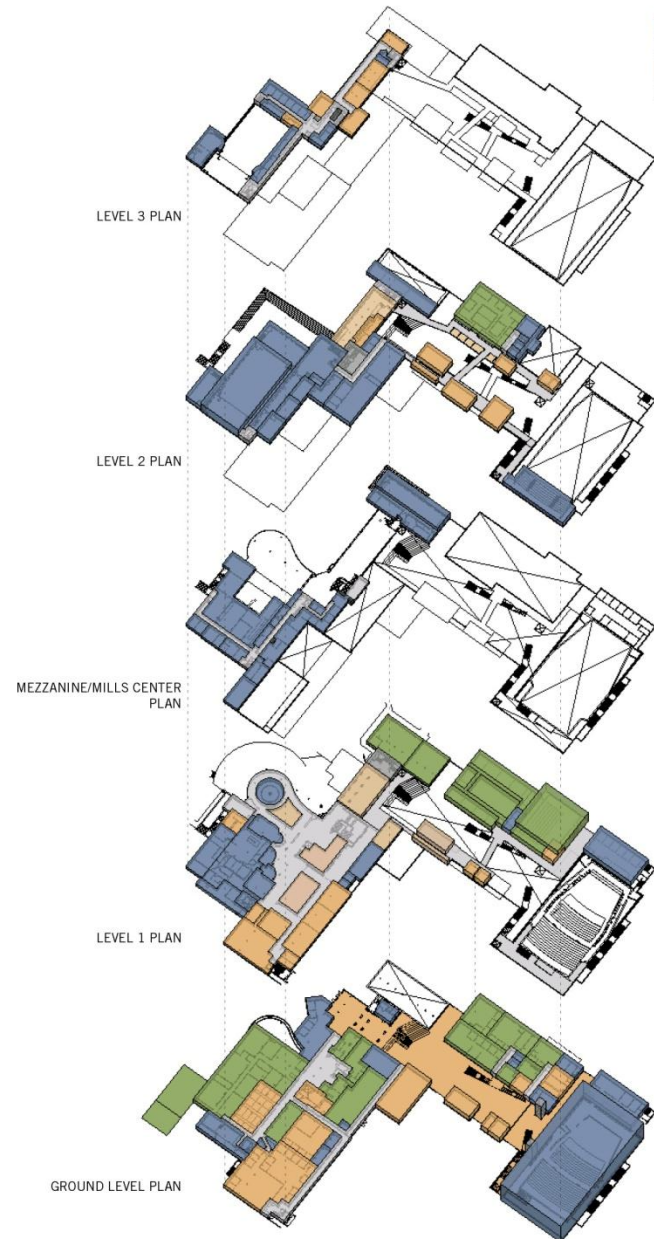 LEVEL 3 PLAN
LEVEL 2 PLAN
MEZZANINE/MILLS CENTER
PLAN
LEVEL 1 PLAN
GROUND LEVEL PLAN